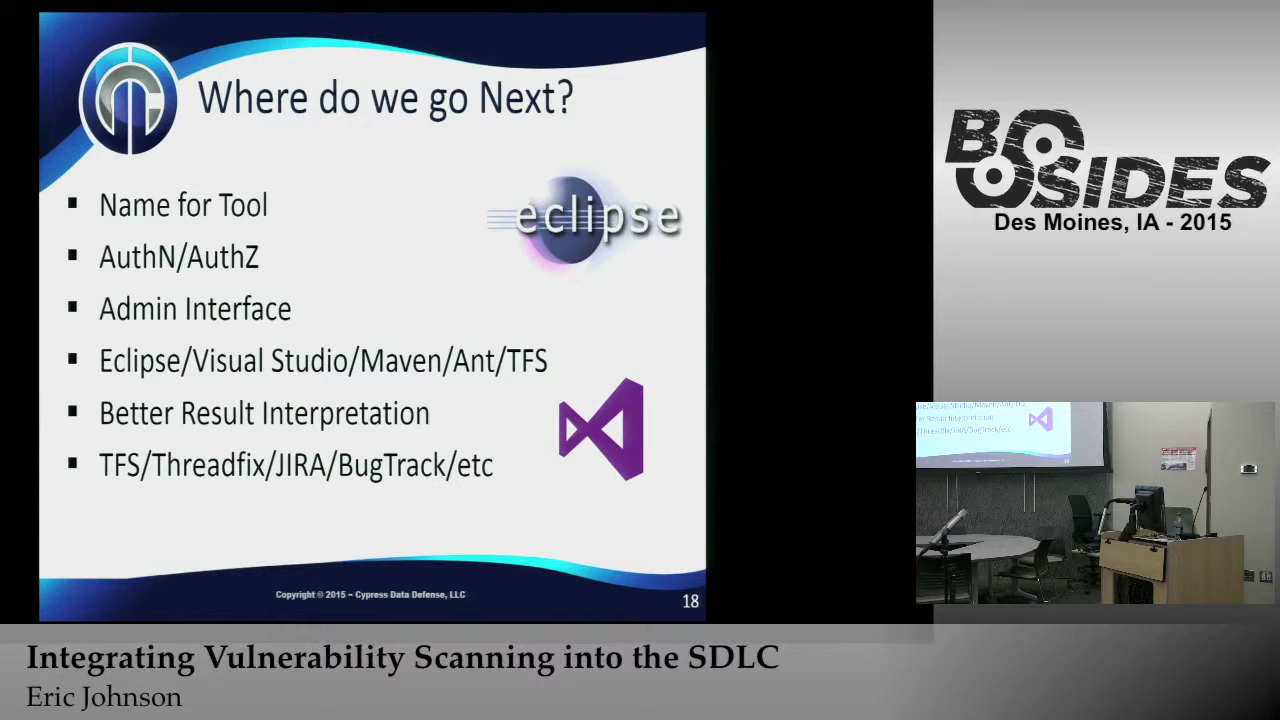 Where do we go Next?
Name for Tool
AuthN/AuthZ
Admin Interface
Eclipse/Visual Studio/Maven/Ant/TFS
Better Result Interpretation
TFS/Threadfix/JIRA/BugTrack/etc
eclipse
Copyright © 2015 – Cypress Data Defense, LLC
18
BSIDES
Des Moines, IA - 2015
Integrating Vulnerability Scanning into the SDLC
Eric Johnson